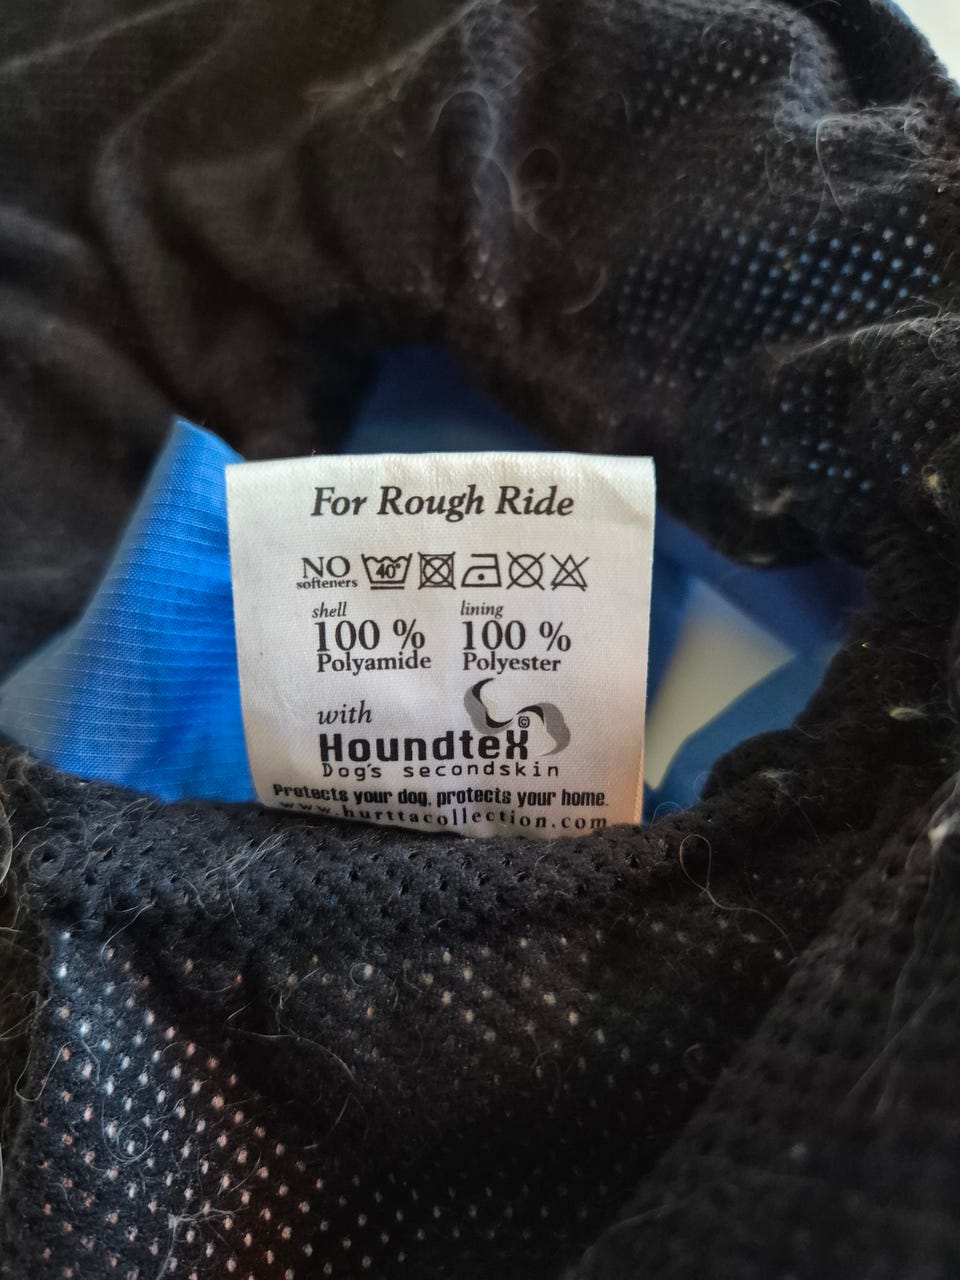 For Rough Ride
NO softeners 40°
shell lining
100 % 100 %
Polyamide Polyester
with
©
Houndtex
Dog's secondskin
Protects your dog, protects your home.
www.hurttacollection.com